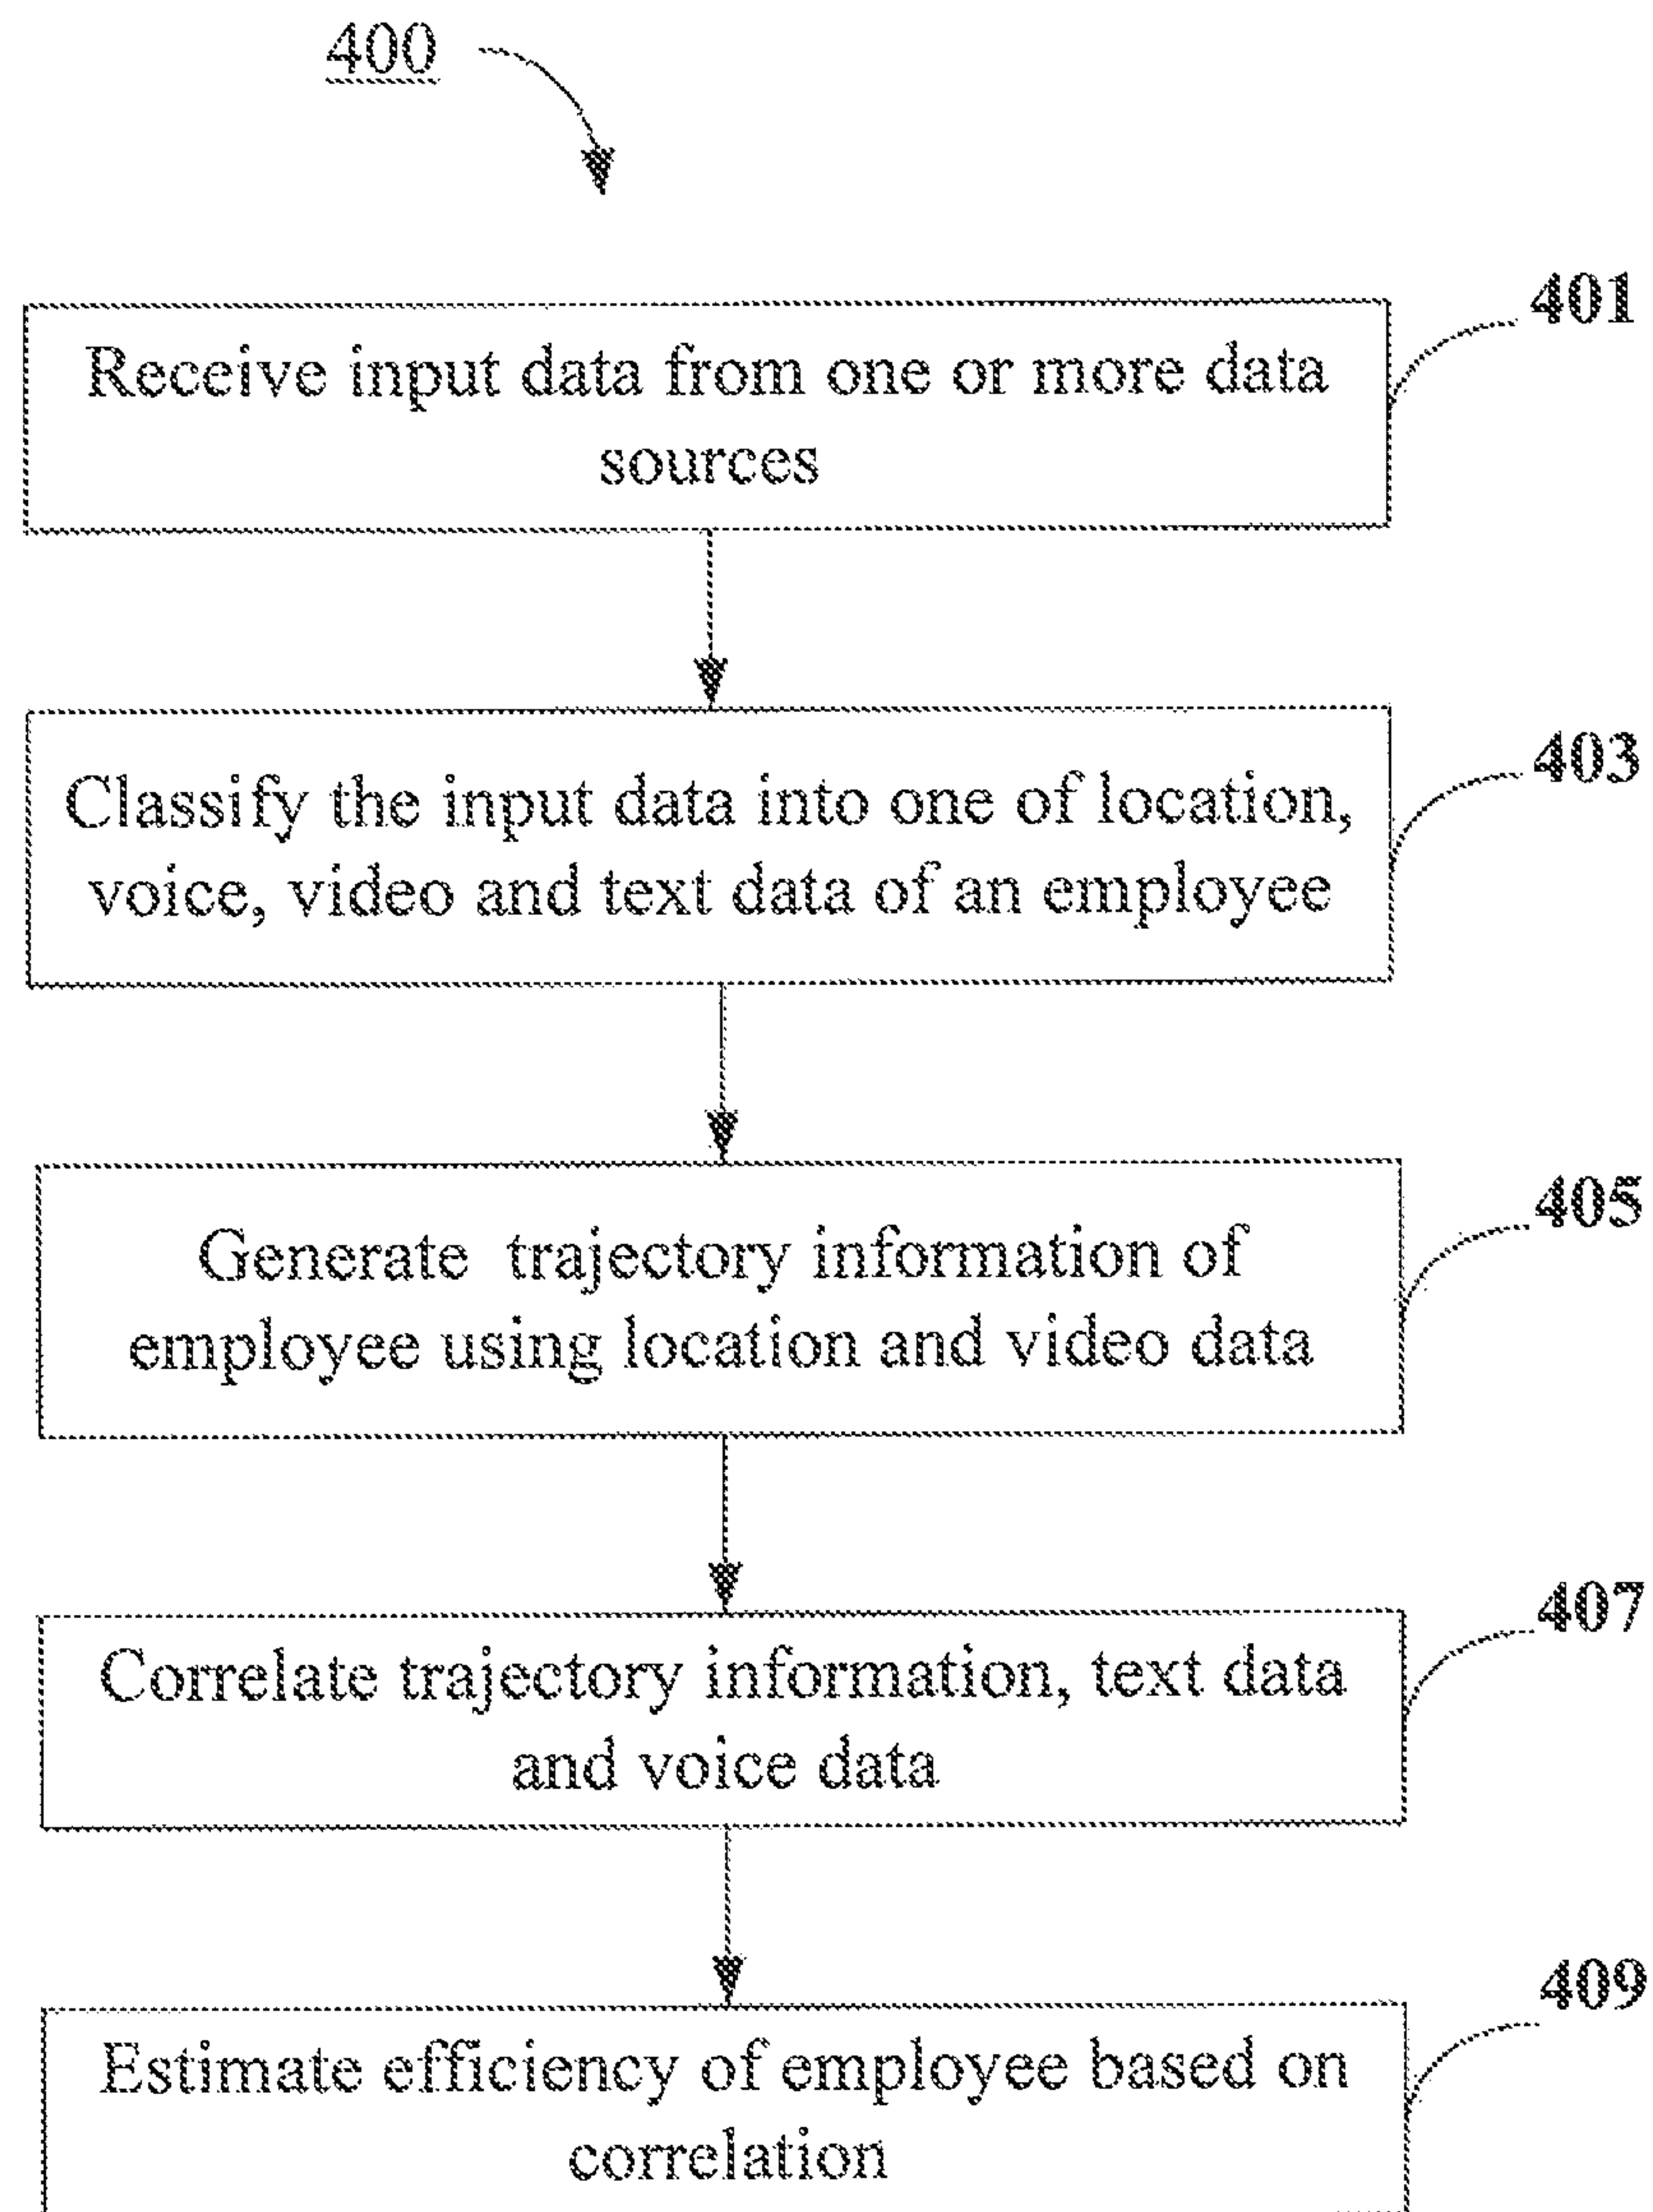 400
401
Receive input data from one or more data
sources
403
Classify the input data into one of location,
voice, video and text data of an employee
405
Generate trajectory information of
employee using location and video data
407
Correlate trajectory information, text data
and voice data
409
Estimate efficiency of employee based on
correlation